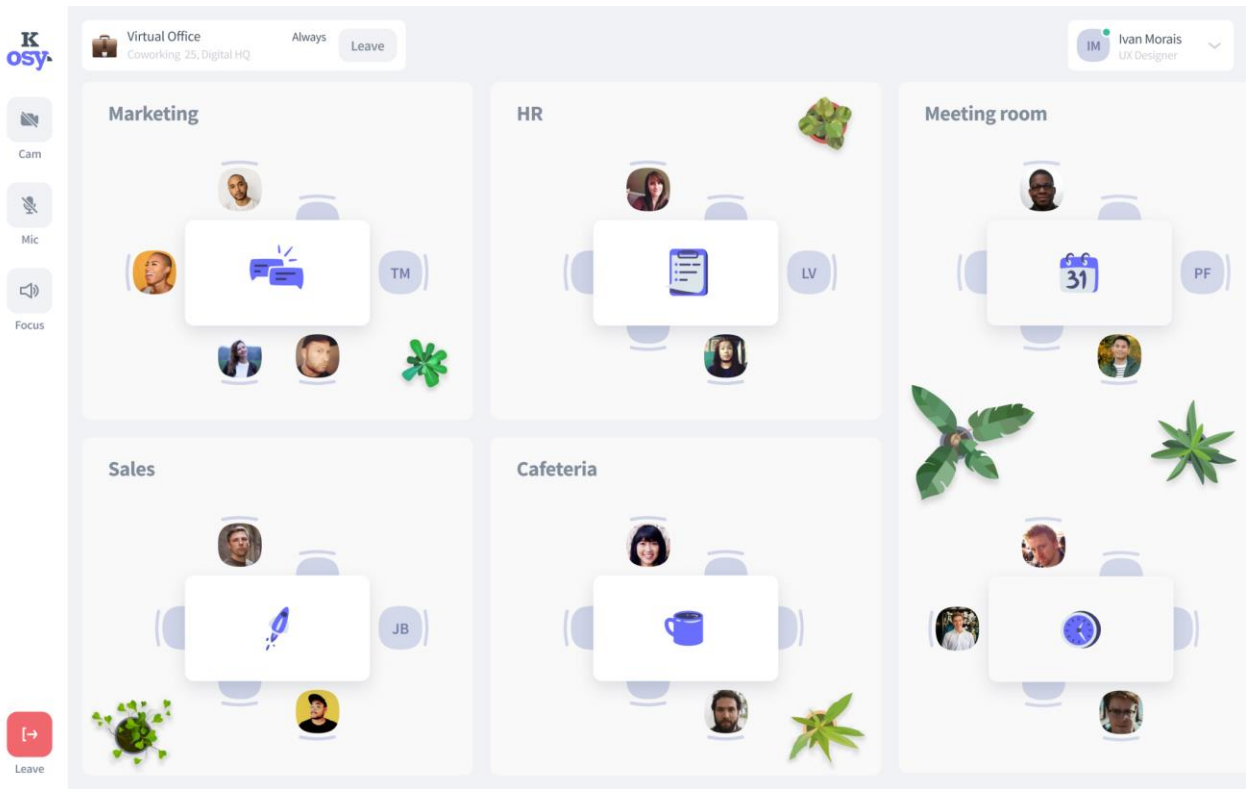 K
osy
Virtual Office
Always
Leave
Coworking 25, Digital HQ
IM
Ivan Morais
UX Designer
Cam
Mic
Focus
Leave
Marketing
TM
HR
LV
Meeting room
31
PF
Sales
JB
Cafeteria